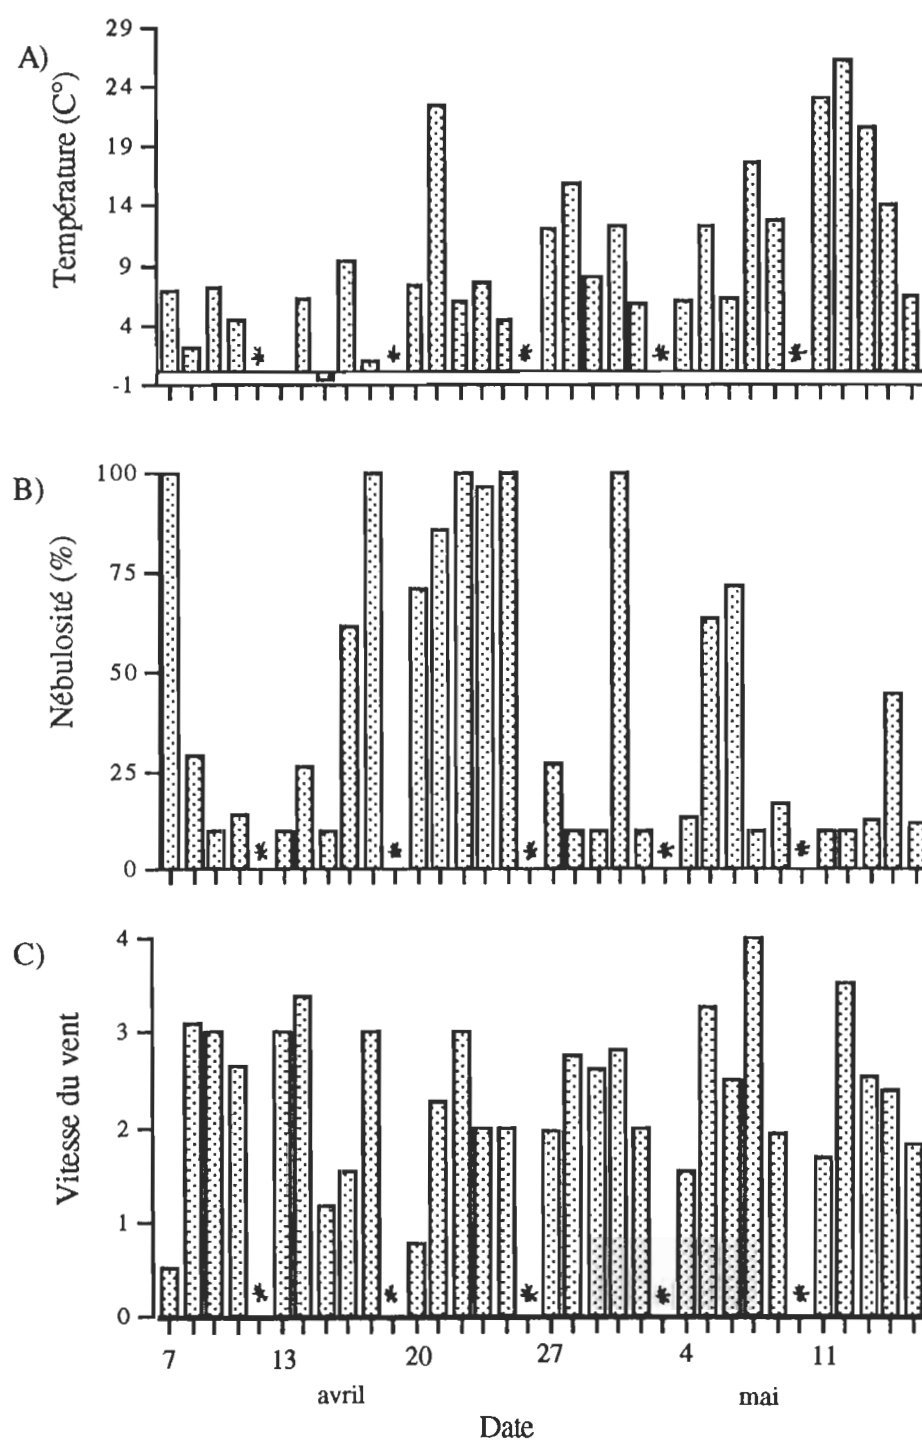 A)
Température (C°)
29
24
19
14
9
4
-1
* * * * *
B)
Nébulosité (%)
100
75
50
25
0
* * * * *
C)
Vitesse du vent
4
3
2
1
0
* * * * *
7 13 20 27 4 11
avril mai
Date